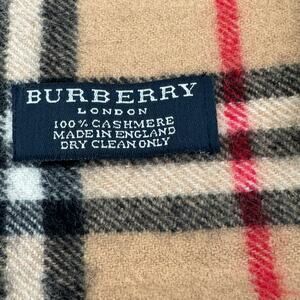 BURBERRY
LONDON
100% CASHMERE
MADE IN ENGLAND
DRY CLEAN ONLY